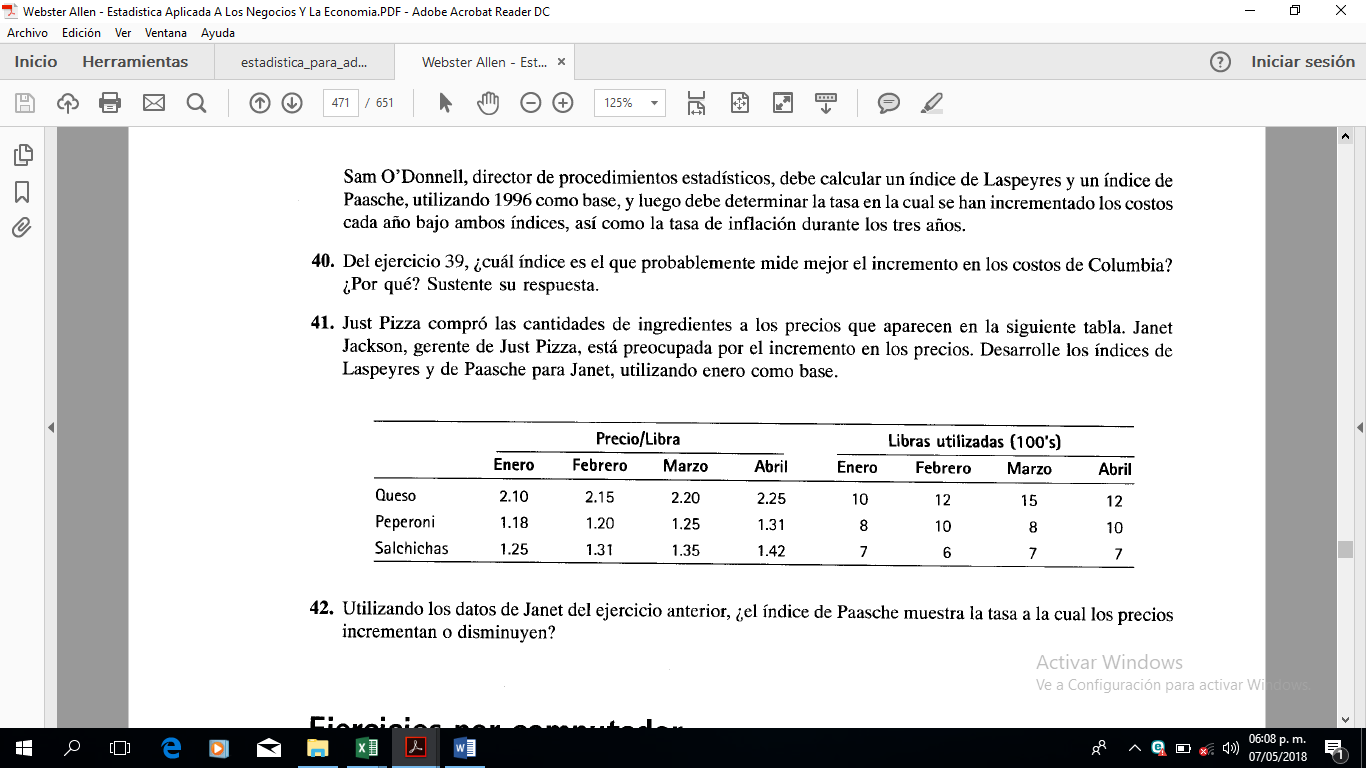 Webster Allen - Estadistica Aplicada A Los Negocios Y La Economia.PDF - Adobe Acrobat Reader DC
Archivo Edición Ver Ventana Ayuda
Inicio Herramientas estadistica_para_ad... Webster Allen - Est... × ? Iniciar sesión
471 / 651 125%
Sam O'Donnell, director de procedimientos estadísticos, debe calcular un índice de Laspeyres y un índice de
Paasche, utilizando 1996 como base, y luego debe determinar la tasa en la cual se han incrementado los costos
cada año bajo ambos índices, así como la tasa de inflación durante los tres años.
40. Del ejercicio 39, ¿cuál índice es el que probablemente mide mejor el incremento en los costos de Columbia?
¿Por qué? Sustente su respuesta.
41. Just Pizza compró las cantidades de ingredientes a los precios que aparecen en la siguiente tabla. Janet
Jackson, gerente de Just Pizza, está preocupada por el incremento en los precios. Desarrolle los índices de
Laspeyres y de Paasche para Janet, utilizando enero como base.
Precio/Libra Libras utilizadas (100's)
Enero Febrero Marzo Abril Enero Febrero Marzo Abril
Queso 2.10 2.15 2.20 2.25 10 12 15 12
Peperoni 1.18 1.20 1.25 1.31 8 10 8 10
Salchichas 1.25 1.31 1.35 1.42 7 6 7 7
42. Utilizando los datos de Janet del ejercicio anterior, ¿el índice de Paasche muestra la tasa a la cual los precios
incrementan o disminuyen?
Activar Windows
Ve a Configuración para activar Windows.
Ejercicios por computador
06:08 p. m.
07/05/2018